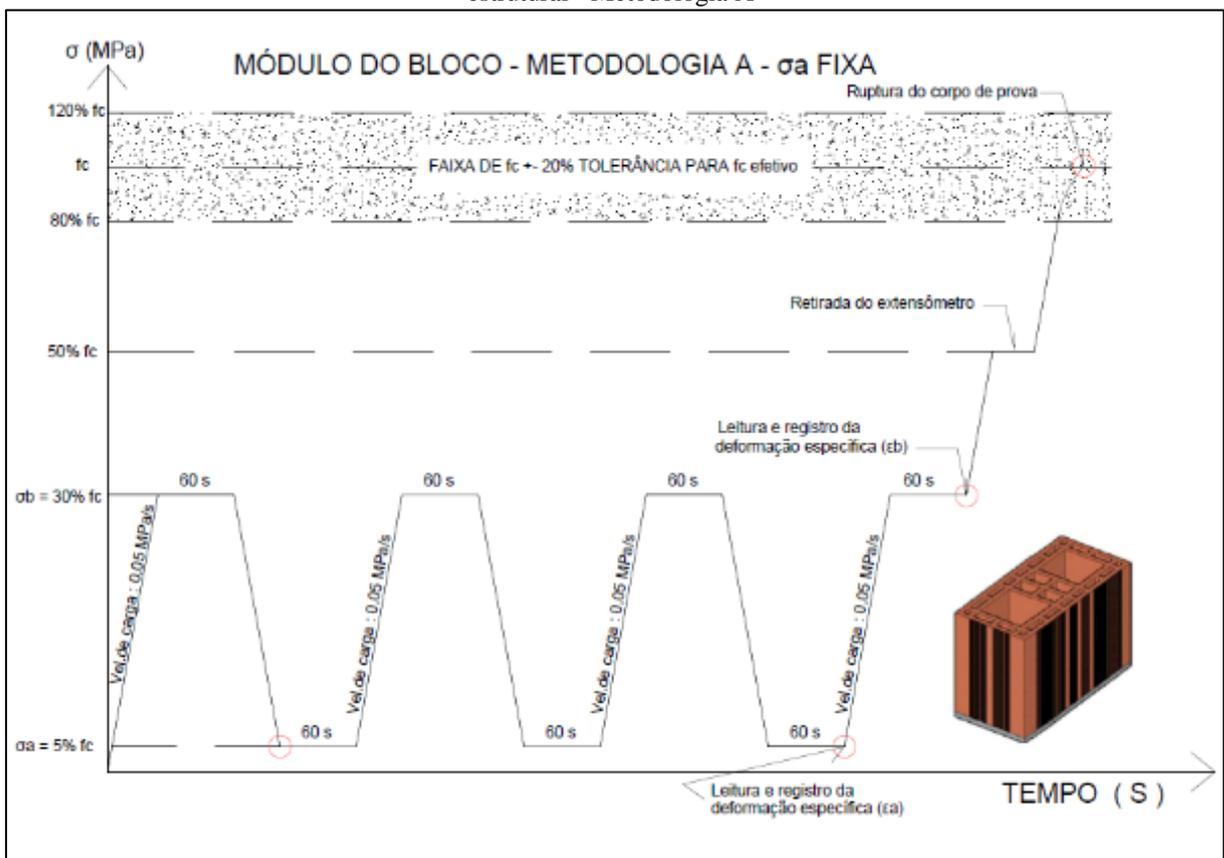 estruturas - Metodologia A
σ (MPa)
MÓDULO DO BLOCO - METODOLOGIA A - σa FIXA
Ruptura do corpo de prova
120% fc
fc
FAIXA DE fc +- 20% TOLERÂNCIA PARA fc efetivo
80% fc
Retirada do extensômetro
50% fc
Leitura e registro da
deformação específica (εb)
60 s
60 s
60 s
60 s
σb = 30% fc
Vel.de carga : 0,05 MPa/s
Vel.de carga : 0,05 MPa/s
Vel.de carga : 0,05 MPa/s
Vel.de carga : 0,05 MPa/s
60 s
60 s
60 s
σa = 5% fc
Leitura e registro da
deformação específica (εa)
TEMPO ( S )